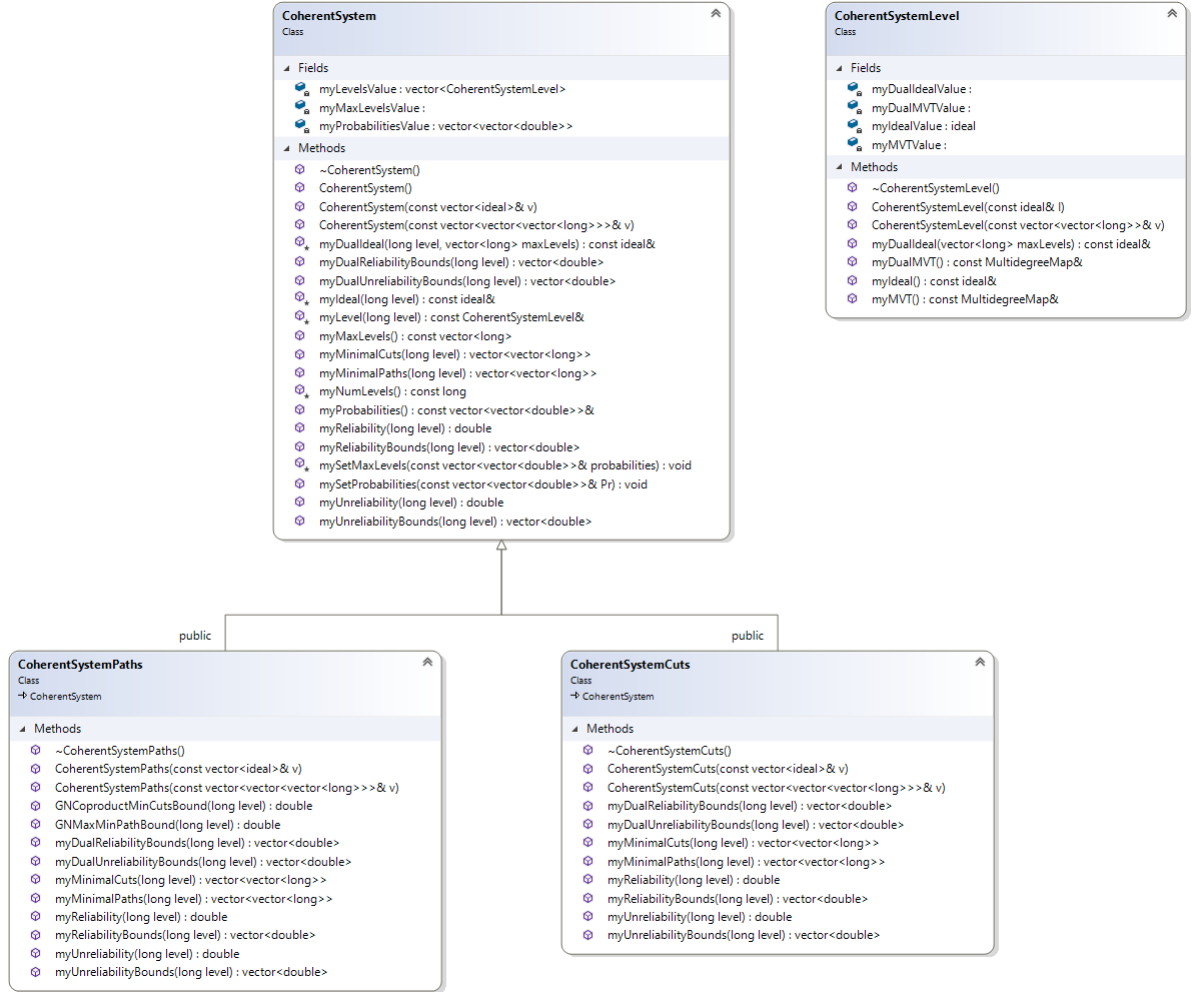 CoherentSystem
Class
Fields
myLevelsValue : vector<CoherentSystemLevel>
myMaxLevelsValue :
myProbabilitiesValue : vector<vector<double>>
Methods
~CoherentSystem()
CoherentSystem()
CoherentSystem(const vector<ideal>& v)
CoherentSystem(const vector<vector<vector<long>>>& v)
myDualIdeal(long level, vector<long> maxLevels) : const ideal&
myDualReliabilityBounds(long level) : vector<double>
myDualUnreliabilityBounds(long level) : vector<double>
myIdeal(long level) : const ideal&
myLevel(long level) : const CoherentSystemLevel&
myMaxLevels() : const vector<long>
myMinimalCuts(long level) : vector<vector<long>>
myMinimalPaths(long level) : vector<vector<long>>
myNumLevels() : const long
myProbabilities() : const vector<vector<double>>&
myReliability(long level) : double
myReliabilityBounds(long level) : vector<double>
mySetMaxLevels(const vector<vector<double>>& probabilities) : void
mySetProbabilities(const vector<vector<double>>& Pr) : void
myUnreliability(long level) : double
myUnreliabilityBounds(long level) : vector<double>
CoherentSystemLevel
Class
Fields
myDualIdealValue :
myDualMVTValue :
myIdealValue : ideal
myMVTValue :
Methods
~CoherentSystemLevel()
CoherentSystemLevel(const ideal& I)
CoherentSystemLevel(const vector<vector<long>>& v)
myDualIdeal(vector<long> maxLevels) : const ideal&
myDualMVT() : const MultidegreeMap&
myIdeal() : const ideal&
myMVT() : const MultidegreeMap&
public
public
CoherentSystemPaths
Class
CoherentSystem
Methods
~CoherentSystemPaths()
CoherentSystemPaths(const vector<ideal>& v)
CoherentSystemPaths(const vector<vector<vector<long>>>& v)
GNCoproductMinCutsBound(long level) : double
GNMaxMinPathBound(long level) : double
myDualReliabilityBounds(long level) : vector<double>
myDualUnreliabilityBounds(long level) : vector<double>
myMinimalCuts(long level) : vector<vector<long>>
myMinimalPaths(long level) : vector<vector<long>>
myReliability(long level) : double
myReliabilityBounds(long level) : vector<double>
myUnreliability(long level) : double
myUnreliabilityBounds(long level) : vector<double>
CoherentSystemCuts
Class
CoherentSystem
Methods
~CoherentSystemCuts()
CoherentSystemCuts(const vector<ideal>& v)
CoherentSystemCuts(const vector<vector<vector<long>>>& v)
myDualReliabilityBounds(long level) : vector<double>
myDualUnreliabilityBounds(long level) : vector<double>
myMinimalCuts(long level) : vector<vector<long>>
myMinimalPaths(long level) : vector<vector<long>>
myReliability(long level) : double
myReliabilityBounds(long level) : vector<double>
myUnreliability(long level) : double
myUnreliabilityBounds(long level) : vector<double>